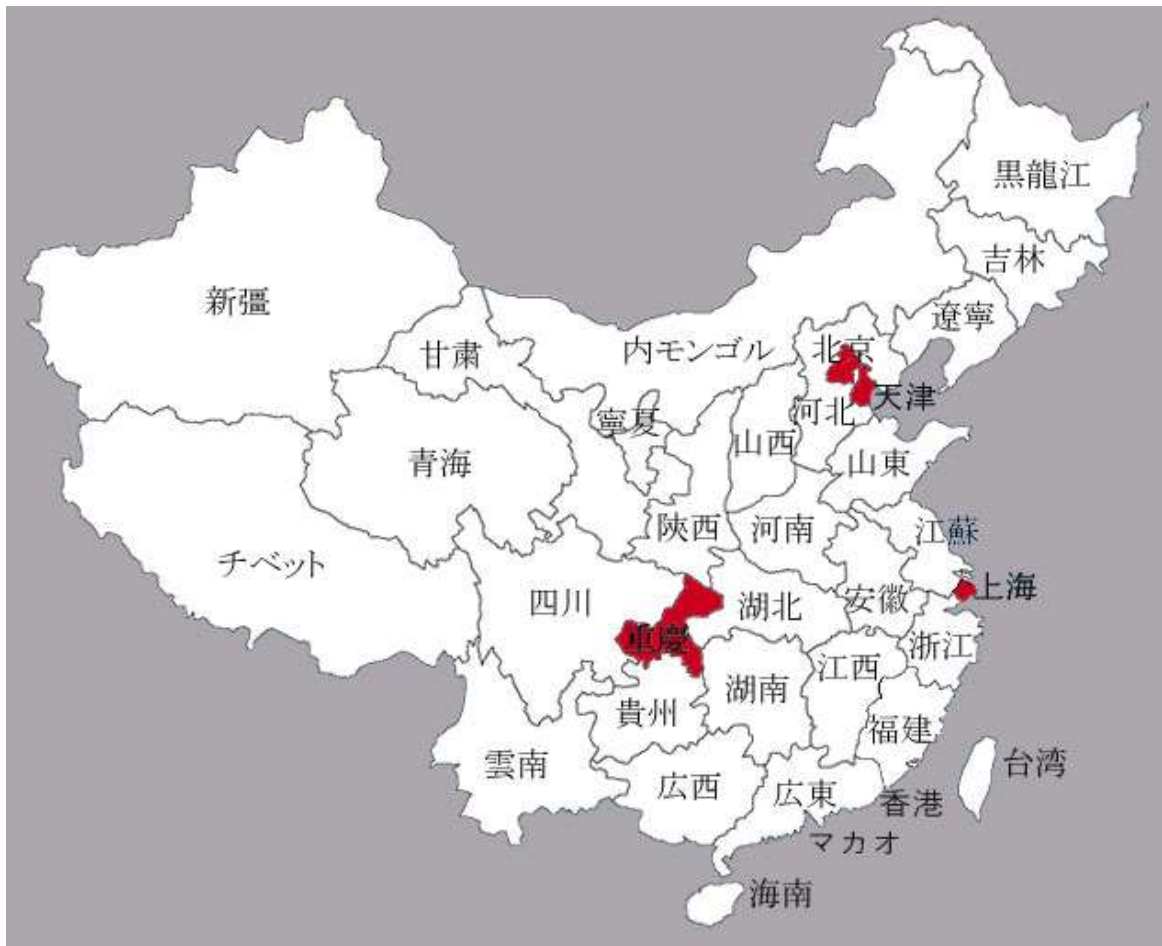 黒龍江
吉林
新疆
遼寧
内モンゴル
甘粛
北京
天津
河北
寧夏
山西
山東
青海
陝西
河南
江蘇
チベット
上海
四川
湖北
安徽
重慶
浙江
江西
湖南
貴州
福建
雲南
台湾
広西
広東
香港
マカオ
海南